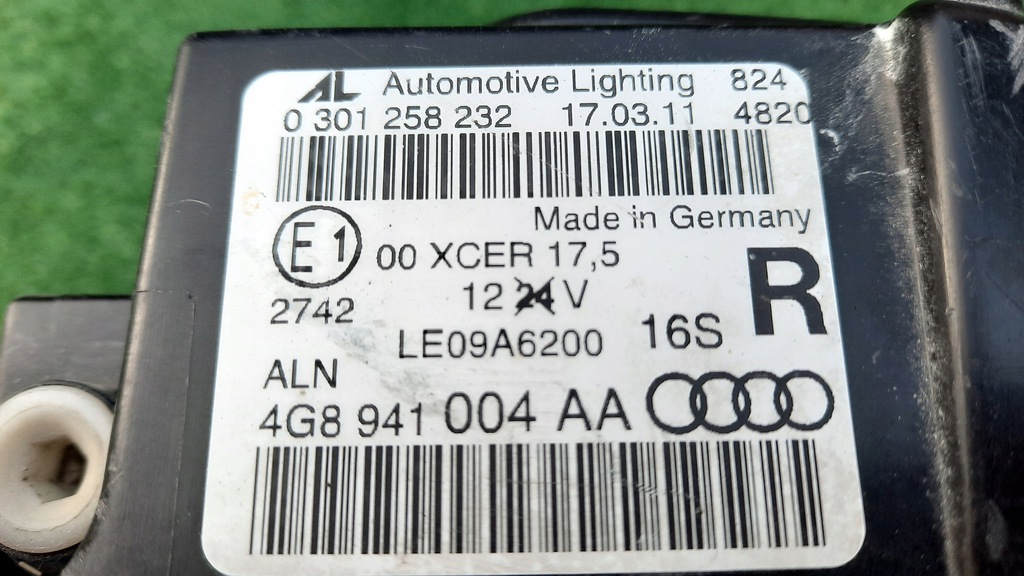 AL Automotive Lighting 824
0 301 258 232 17.03.11 4820
Made in Germany
E1 00 XCER 17,5
2742 12 24 V R
LE09A6200 16S
ALN
4G8 941 004 AA